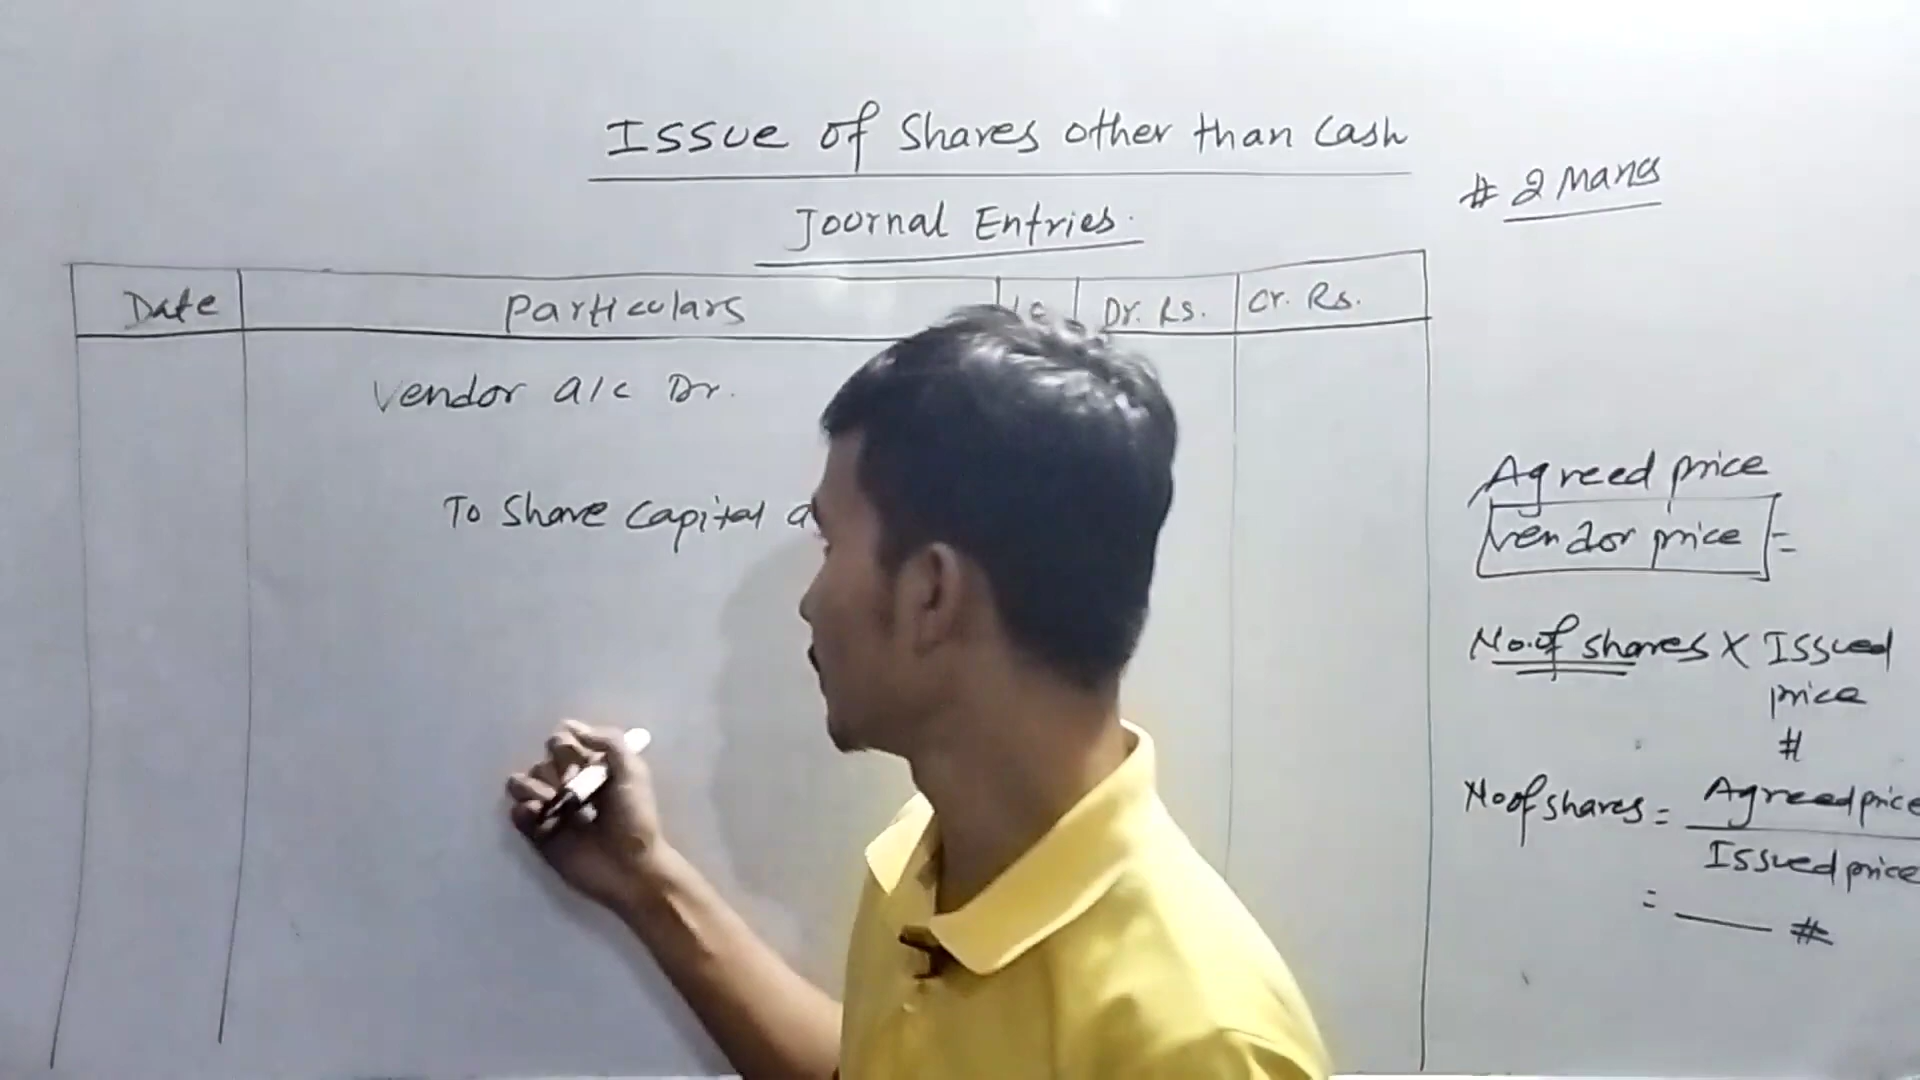 Issue of Shares other than Cash
# 2 Marks
Journal Entries.
Date Particulars Dr. Rs. Cr. Rs.
Vendor a/c Dr.
To Share Capital
Agreed price
Vendor price =
No. of shares X Issued
price
#
No of shares = Agreed price
Issued price
= —— #